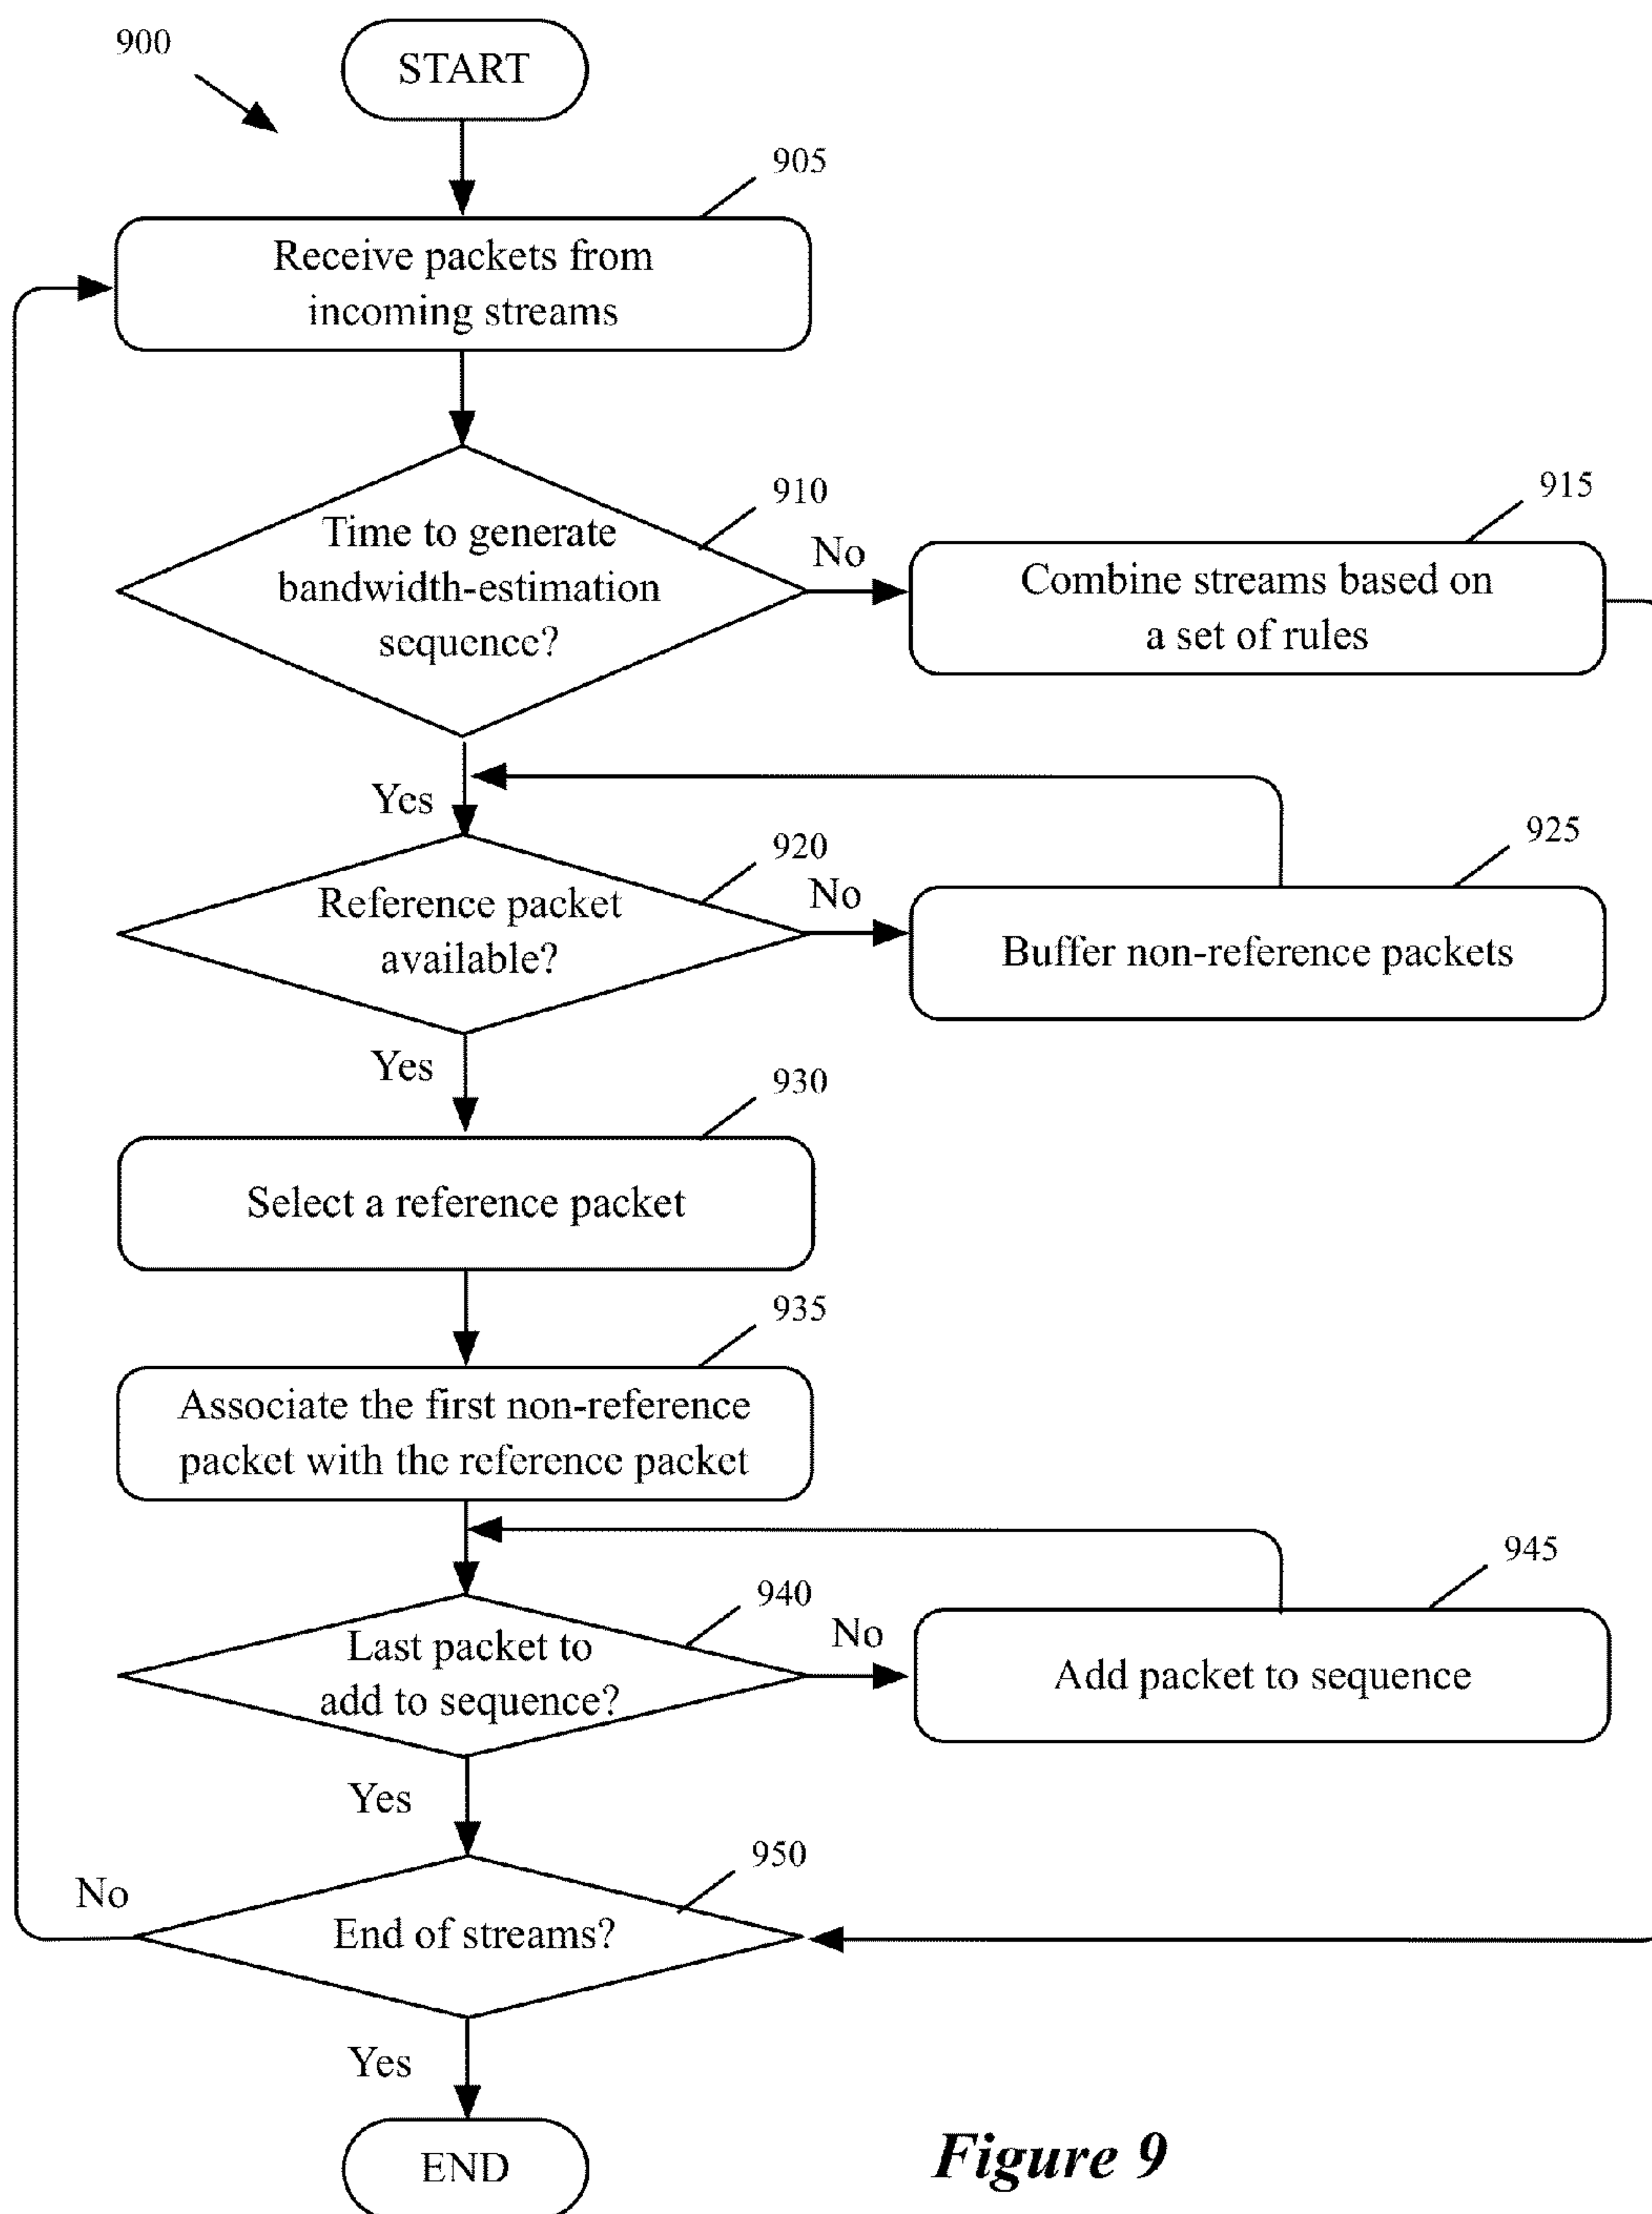 900
START
905
Receive packets from
incoming streams
910
Time to generate
bandwidth-estimation
sequence?
No
915
Combine streams based on
a set of rules
Yes
920
Reference packet
available?
No
925
Buffer non-reference packets
Yes
930
Select a reference packet
935
Associate the first non-reference
packet with the reference packet
940
Last packet to
add to sequence?
No
945
Add packet to sequence
Yes
950
End of streams?
No
Yes
END
Figure 9